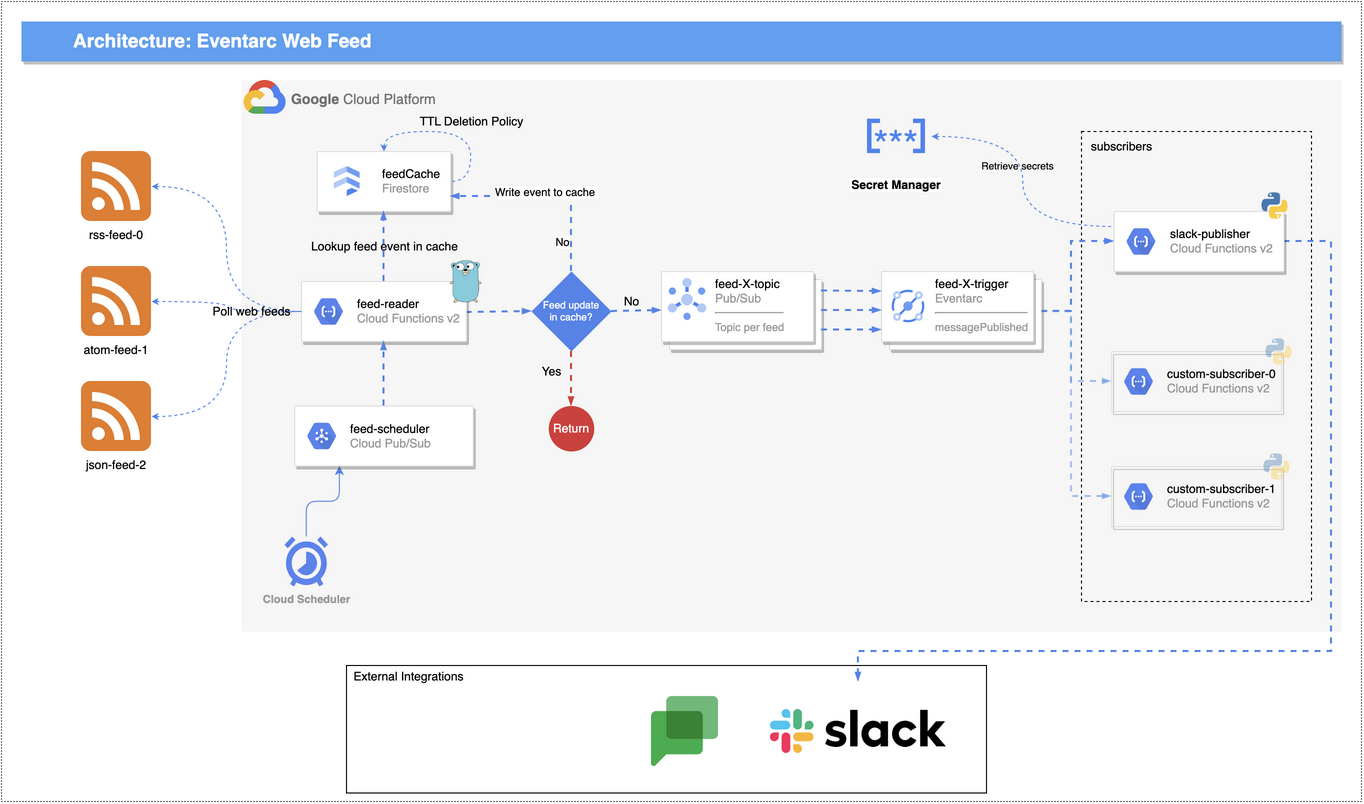 Architecture: Eventarc Web Feed
Google Cloud Platform
TTL Deletion Policy
feedCache
Firestore
Write event to cache
Lookup feed event in cache
No
[***]
Secret Manager
Retrieve secrets
subscribers
rss-feed-0
atom-feed-1
json-feed-2
Poll web feeds
feed-reader
Cloud Functions v2
Feed update
in cache?
No
Yes
Return
feed-X-topic
Pub/Sub
Topic per feed
feed-X-trigger
Eventarc
messagePublished
slack-publisher
Cloud Functions v2
custom-subscriber-0
Cloud Functions v2
custom-subscriber-1
Cloud Functions v2
feed-scheduler
Cloud Pub/Sub
Cloud Scheduler
External Integrations
slack